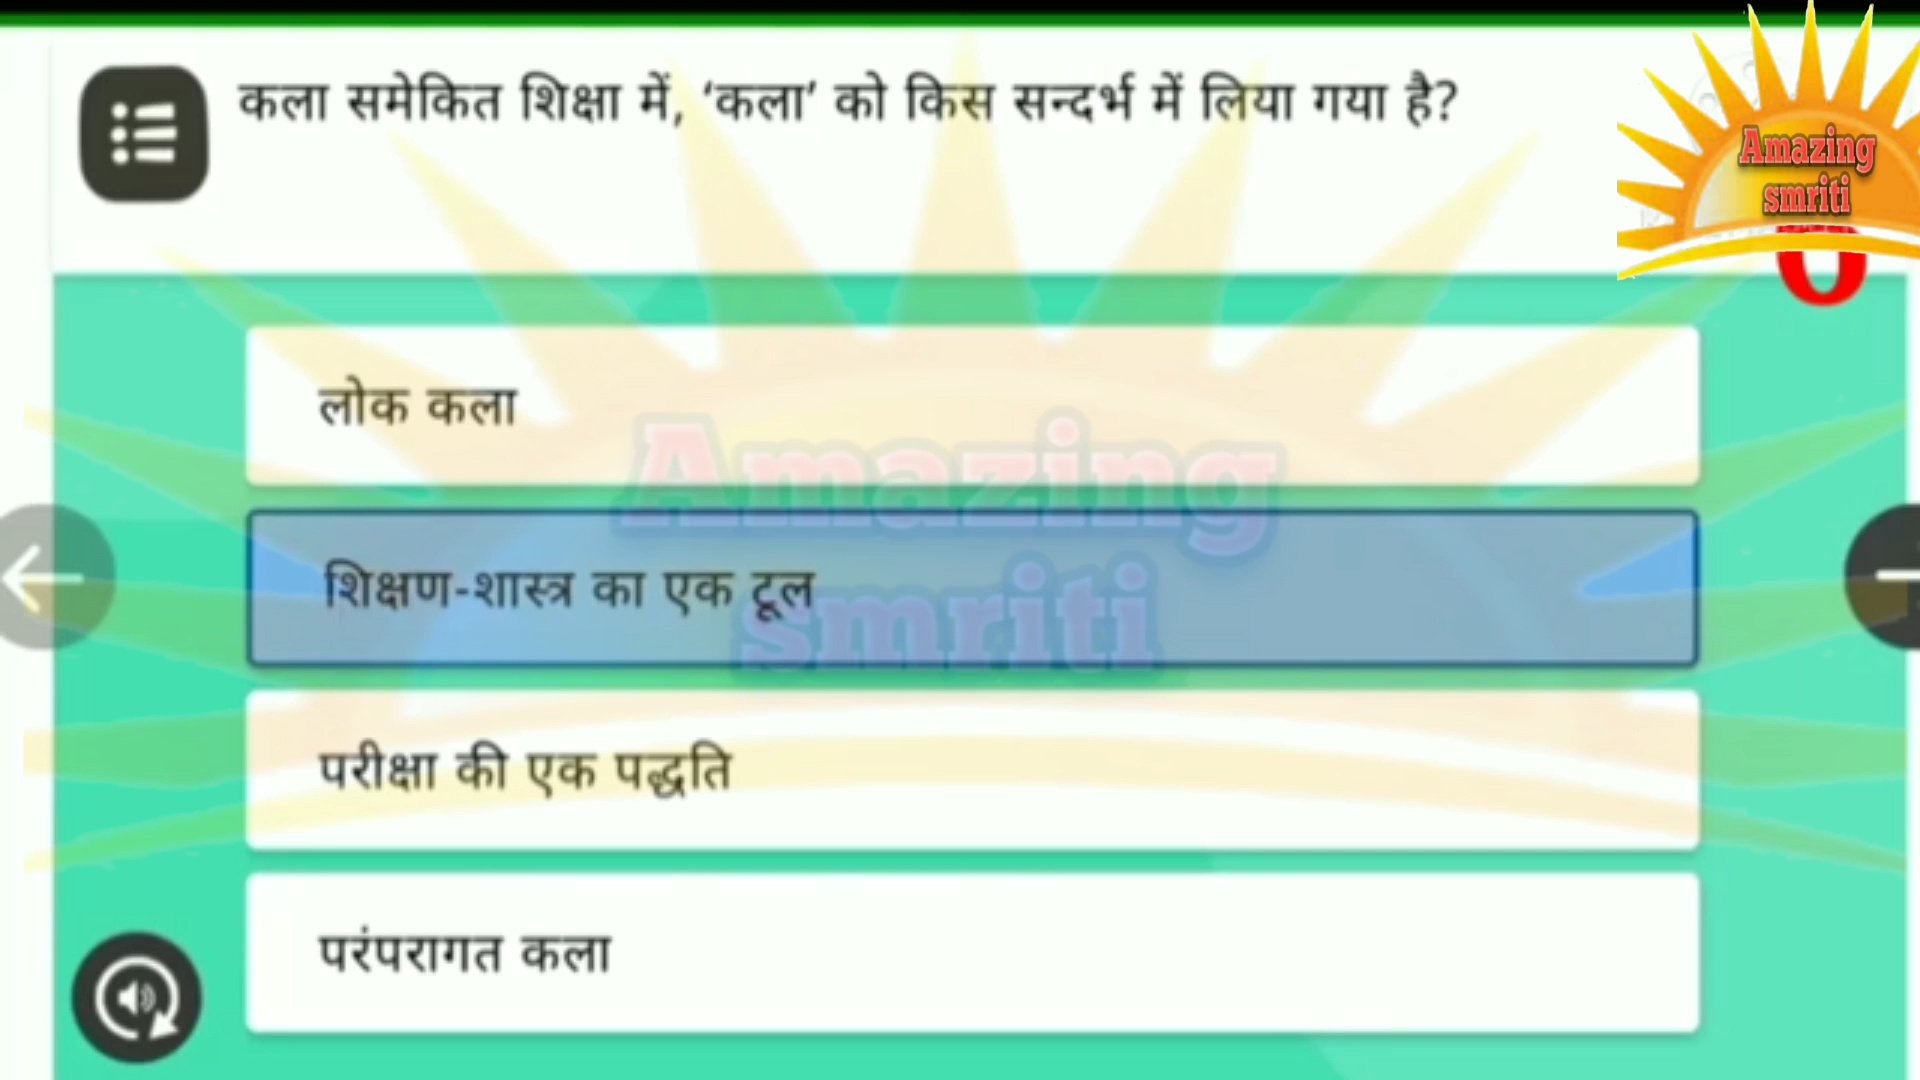 कला समेकित शिक्षा में, ‘कला’ को किस सन्दर्भ में लिया गया है?
Amazing
smriti
लोक कला
Amazing
शिक्षण-शास्त्र का एक टूल
smriti
परीक्षा की एक पद्धति
परंपरागत कला